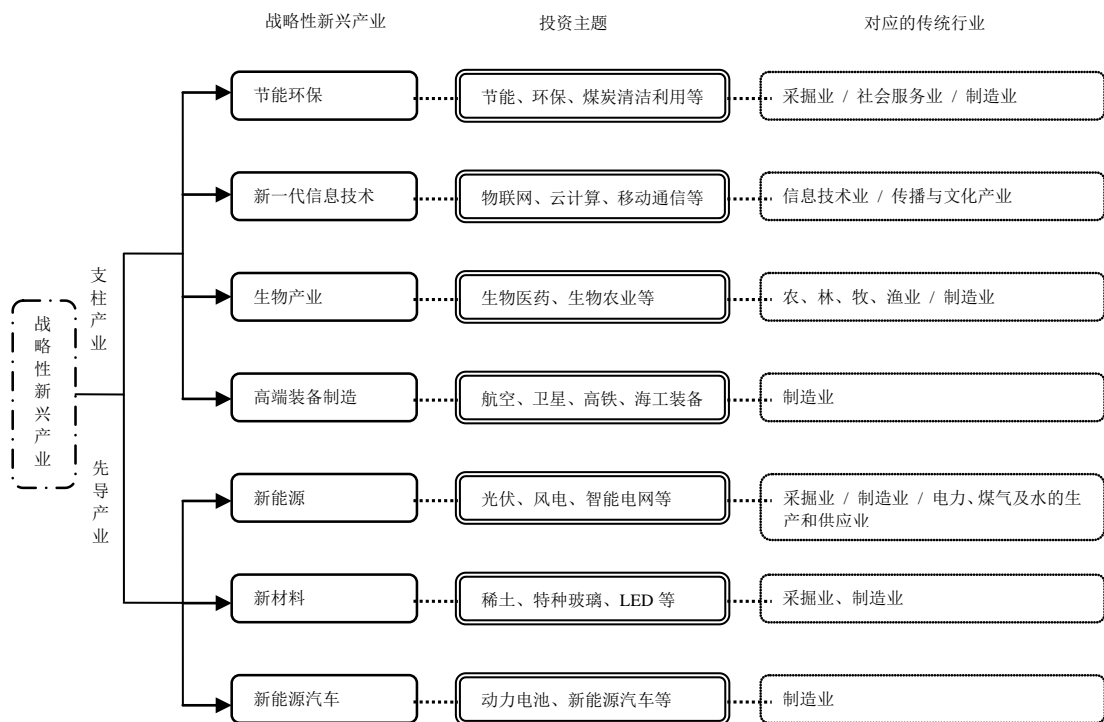 战略性新兴产业 投资主题 对应的传统行业
节能环保 节能、环保、煤炭清洁利用等 采掘业 / 社会服务业 / 制造业
新一代信息技术 物联网、云计算、移动通信等 信息技术业 / 传播与文化产业
支柱产业
生物产业 生物医药、生物农业等 农、林、牧、渔业 / 制造业
战略性新兴产业
高端装备制造 航空、卫星、高铁、海工装备 制造业
先导产业
新能源 光伏、风电、智能电网等 采掘业 / 制造业 / 电力、煤气及水的生
产和供应业
新材料 稀土、特种玻璃、LED 等 采掘业、制造业
新能源汽车 动力电池、新能源汽车等 制造业